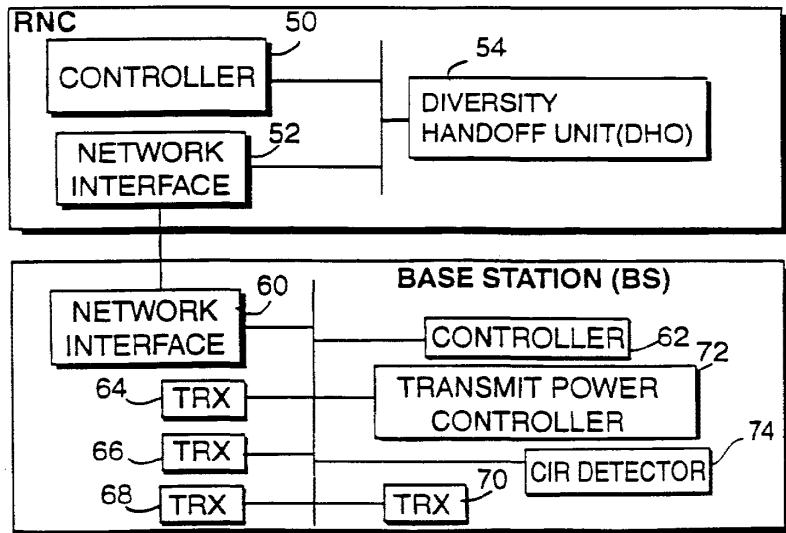 RNC
50
CONTROLLER
54
DIVERSITY
HANDOFF UNIT(DHO)
52
NETWORK
INTERFACE
BASE STATION (BS)
60
NETWORK
INTERFACE
CONTROLLER
62
72
64
TRX
TRANSMIT POWER
CONTROLLER
74
66
TRX
CIR DETECTOR
68
TRX
TRX
70